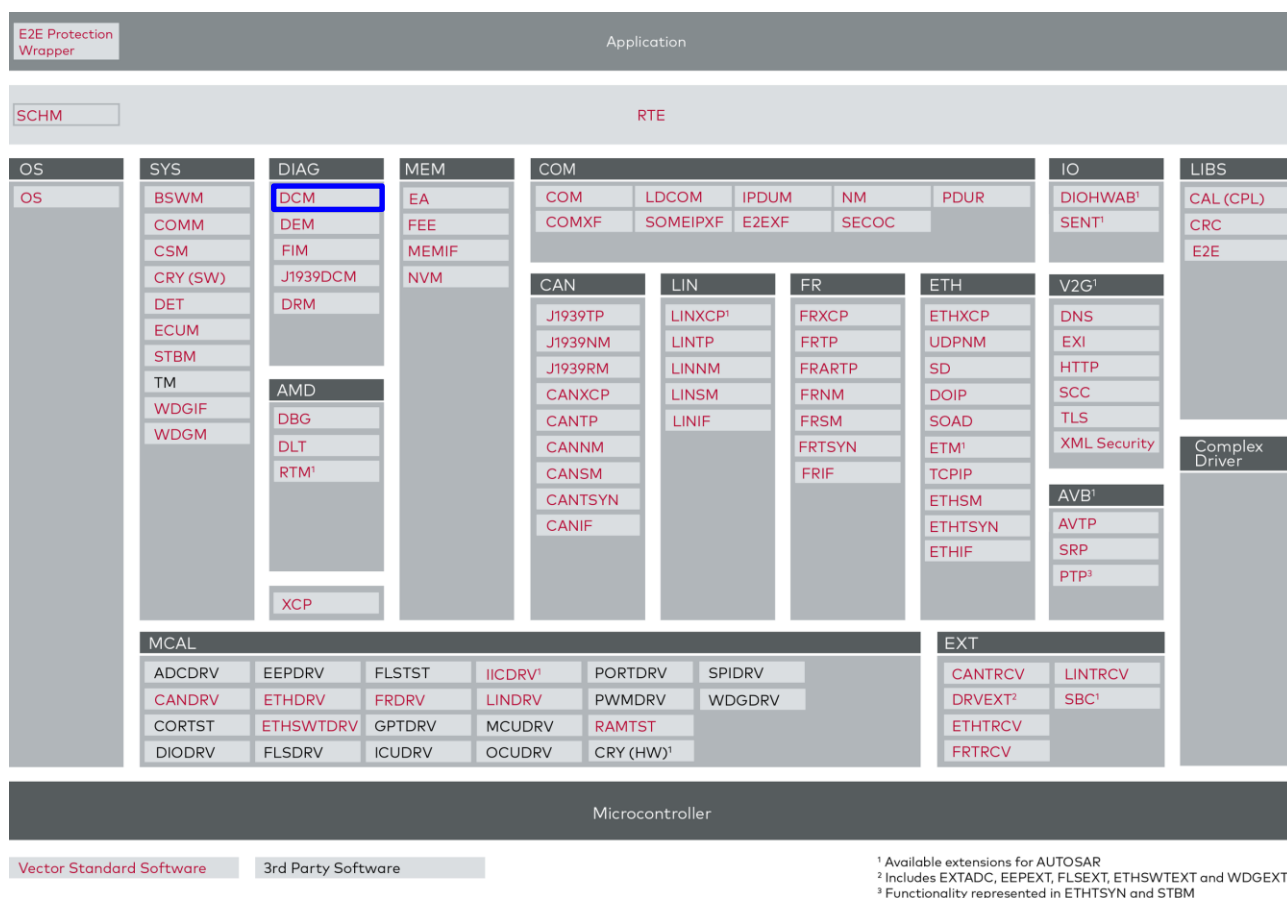 E2E Protection
Wrapper
Application
SCHM
RTE
OS
OS
SYS
BSWM
COMM
CSM
CRY (SW)
DET
ECUM
STBM
TM
WDGIF
WDGM
DIAG
DCM
DEM
FIM
J1939DCM
DRM
AMD
DBG
DLT
RTM¹
XCP
MEM
EA
FEE
MEMIF
NVM
COM
COM LDCOM IPDUM NM PDUR
COMXF SOMEIPXF E2EXF SECOC
CAN
J1939TP
J1939NM
J1939RM
CANXCP
CANTP
CANNM
CANSM
CANTSYN
CANIF
LIN
LINXCP¹
LINTP
LINNM
LINSM
LINIF
FR
FRXCP
FRTP
FRARTP
FRNM
FRSM
FRTSYN
FRIF
ETH
ETHXCP
UDPNM
SD
DOIP
SOAD
ETM¹
TCPIP
ETHSM
ETHTSYN
ETHIF
IO
DIOHWAB¹
SENT¹
V2G¹
DNS
EXI
HTTP
SCC
TLS
XML Security
AVB¹
AVTP
SRP
PTP³
LIBS
CAL (CPL)
CRC
E2E
Complex
Driver
MCAL
ADCDRV EEPDRV FLSTST IICDRV¹ PORTDRV SPIDRV
CANDRV ETHDRV FRDRV LINDRV PWMDRV WDGDRV
CORTST ETHSWTDRV GPTDRV MCUDRV RAMTST
DIODRV FLSDRV ICUDRV OCUDRV CRY (HW)¹
EXT
CANTRCV LINTRCV
DRVEXT² SBC¹
ETHTRCV
FRTRCV
Microcontroller
Vector Standard Software 3rd Party Software
¹ Available extensions for AUTOSAR
² Includes EXTADC, EEPEXT, FLSEXT, ETHSWTEXT and WDGEXT
³ Functionality represented in ETHTSYN and STBM